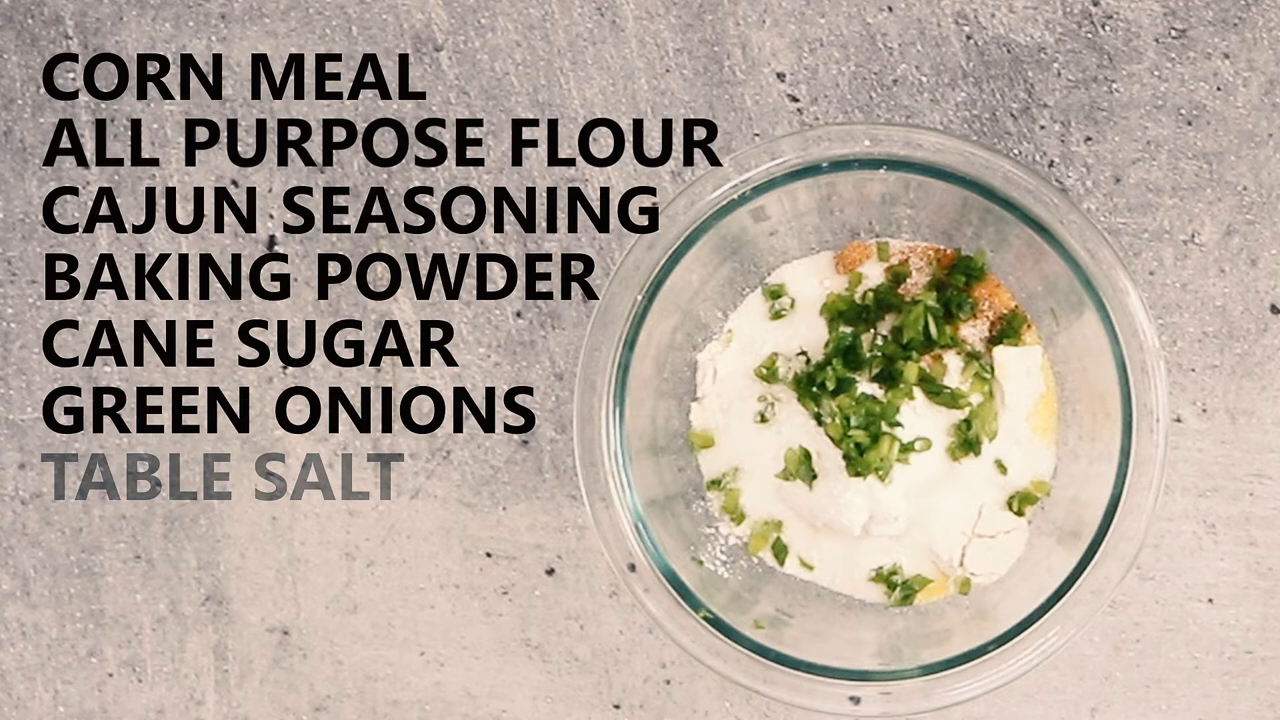 CORN MEAL
ALL PURPOSE FLOUR
CAJUN SEASONING
BAKING POWDER
CANE SUGAR
GREEN ONIONS
TABLE SALT